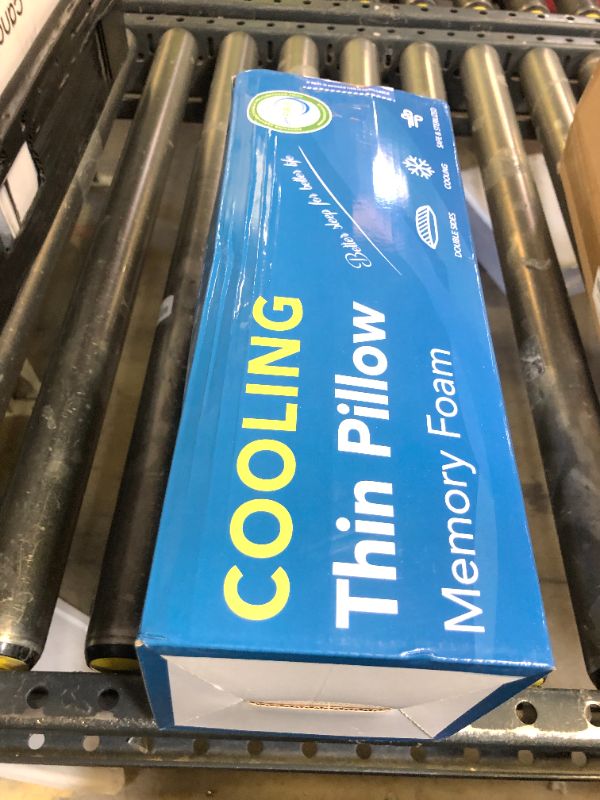 COOLING
Thin Pillow
Memory Foam
Better sleep for better life
DOUBLE SIDES
COOLING
SAFE & STERILIZED